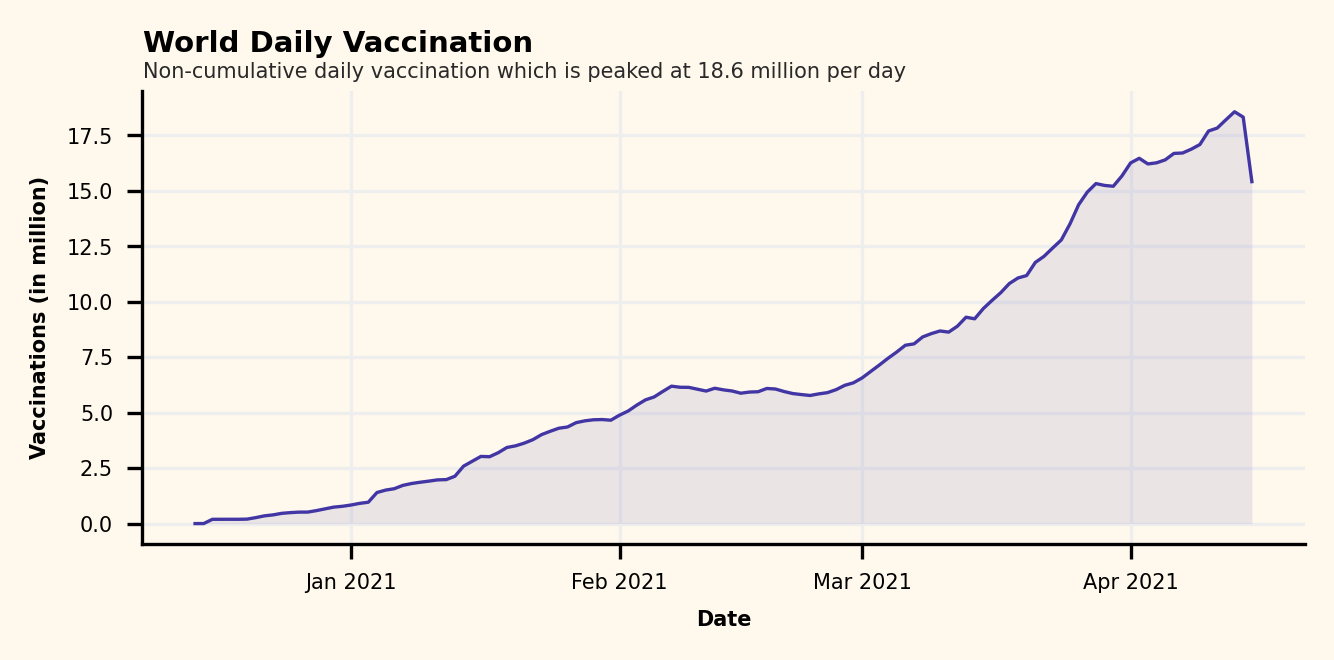 World Daily Vaccination
Non-cumulative daily vaccination which is peaked at 18.6 million per day
Vaccinations (in million)
17.5
15.0
12.5
10.0
7.5
5.0
2.5
0.0
Jan 2021 Feb 2021 Mar 2021 Apr 2021
Date